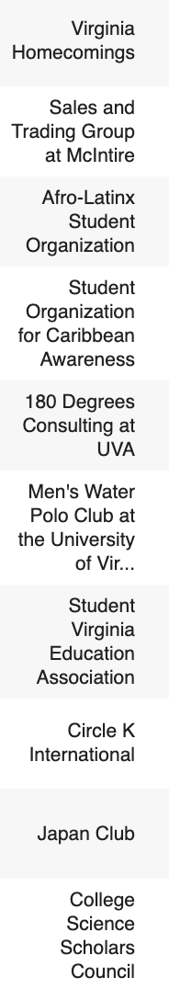 Virginia
Homecomings
Sales and
Trading Group
at McIntire
Afro-Latinx
Student
Organization
Student
Organization
for Caribbean
Awareness
180 Degrees
Consulting at
UVA
Men's Water
Polo Club at
the University
of Vir...
Student
Virginia
Education
Association
Circle K
International
Japan Club
College
Science
Scholars
Council